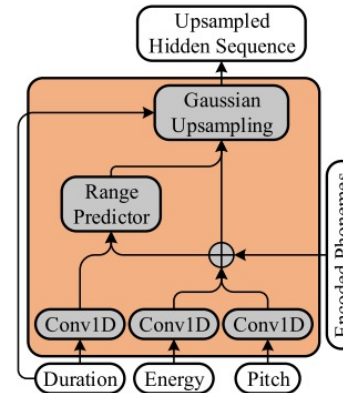 Upsampled
Hidden Sequence
Gaussian
Upsampling
Range
Predictor
Encoded Phonemes
Conv1D
Conv1D
Conv1D
Duration
Energy
Pitch